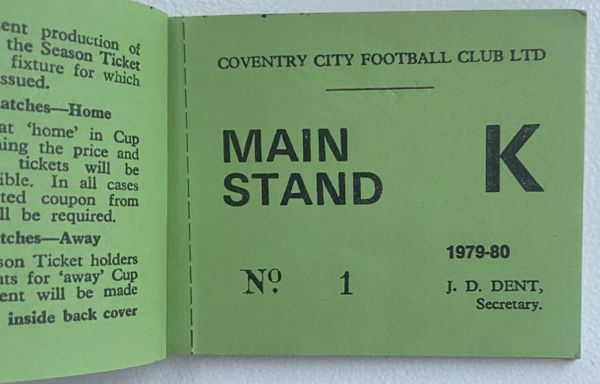 ent production of
the Season Ticket
fixture for which
ssued.
atches—Home
at 'home' in Cup
ing the price and
tickets will be
ible. In all cases
ted coupon from
ll be required.
tches—Away
son Ticket holders
ts for 'away' Cup
ent will be made
inside back cover
COVENTRY CITY FOOTBALL CLUB LTD
MAIN
STAND
K
1979-80
Nº 1
J. D. DENT,
Secretary.